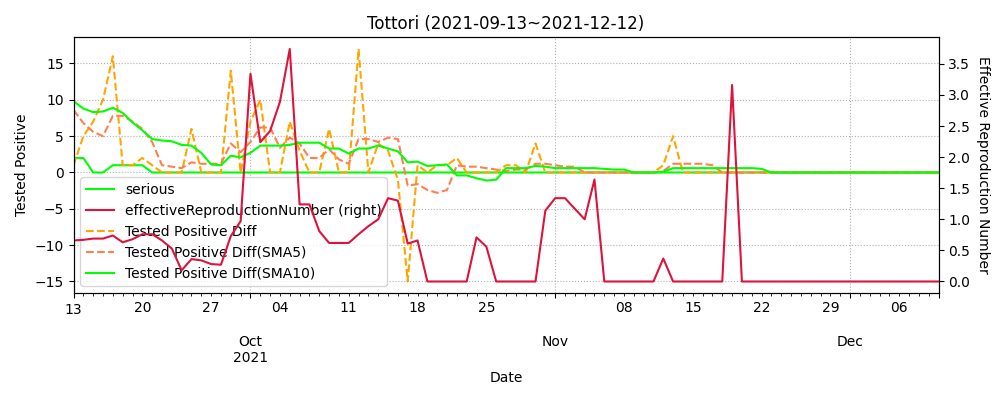 Tottori (2021-09-13~2021-12-12)
Tested Positive
15
10
5
0
−5
−10
−15
3.5
3.0
2.5
2.0
1.5
1.0
0.5
0.0
Effective Reproduction Number
serious
effectiveReproductionNumber (right)
Tested Positive Diff
Tested Positive Diff(SMA5)
Tested Positive Diff(SMA10)
13 20 27 04 11 18 25 08 15 22 29 06
Oct Nov Dec
2021
Date